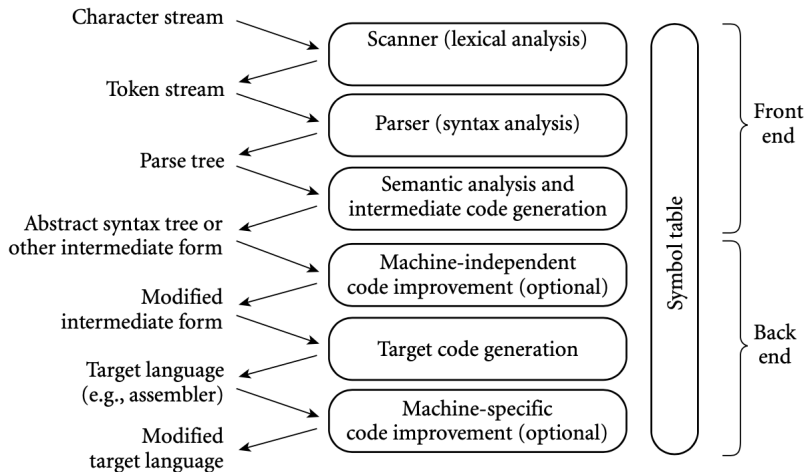 Character stream
Scanner (lexical analysis)
Token stream
Parser (syntax analysis)
Parse tree
Semantic analysis and
intermediate code generation
Abstract syntax tree or
other intermediate form
Machine-independent
code improvement (optional)
Modified
intermediate form
Target code generation
Target language
(e.g., assembler)
Machine-specific
code improvement (optional)
Modified
target language
Symbol table
Front
end
Back
end